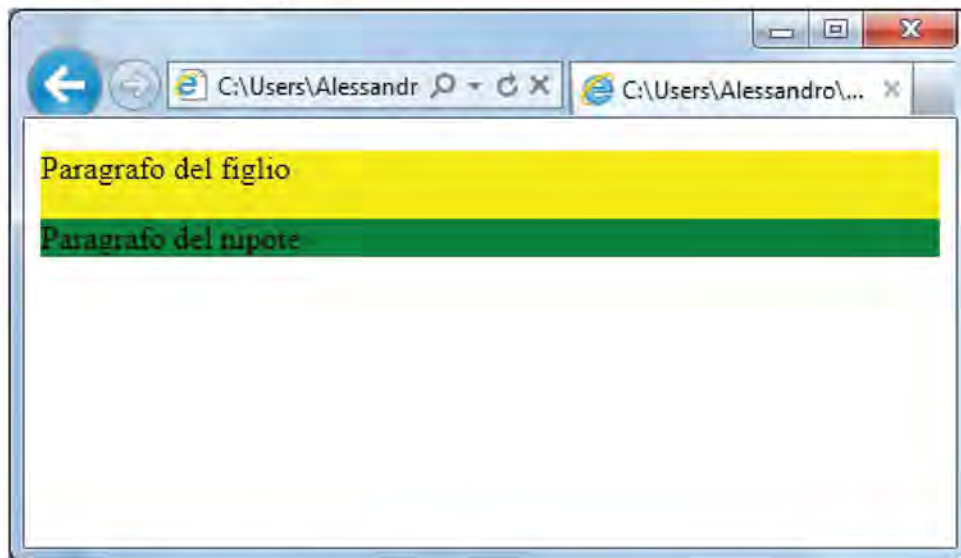 C:\Users\Alessandr
C:\Users\Alessandro\...
Paragrafo del figlio
Paragrafo del nipote